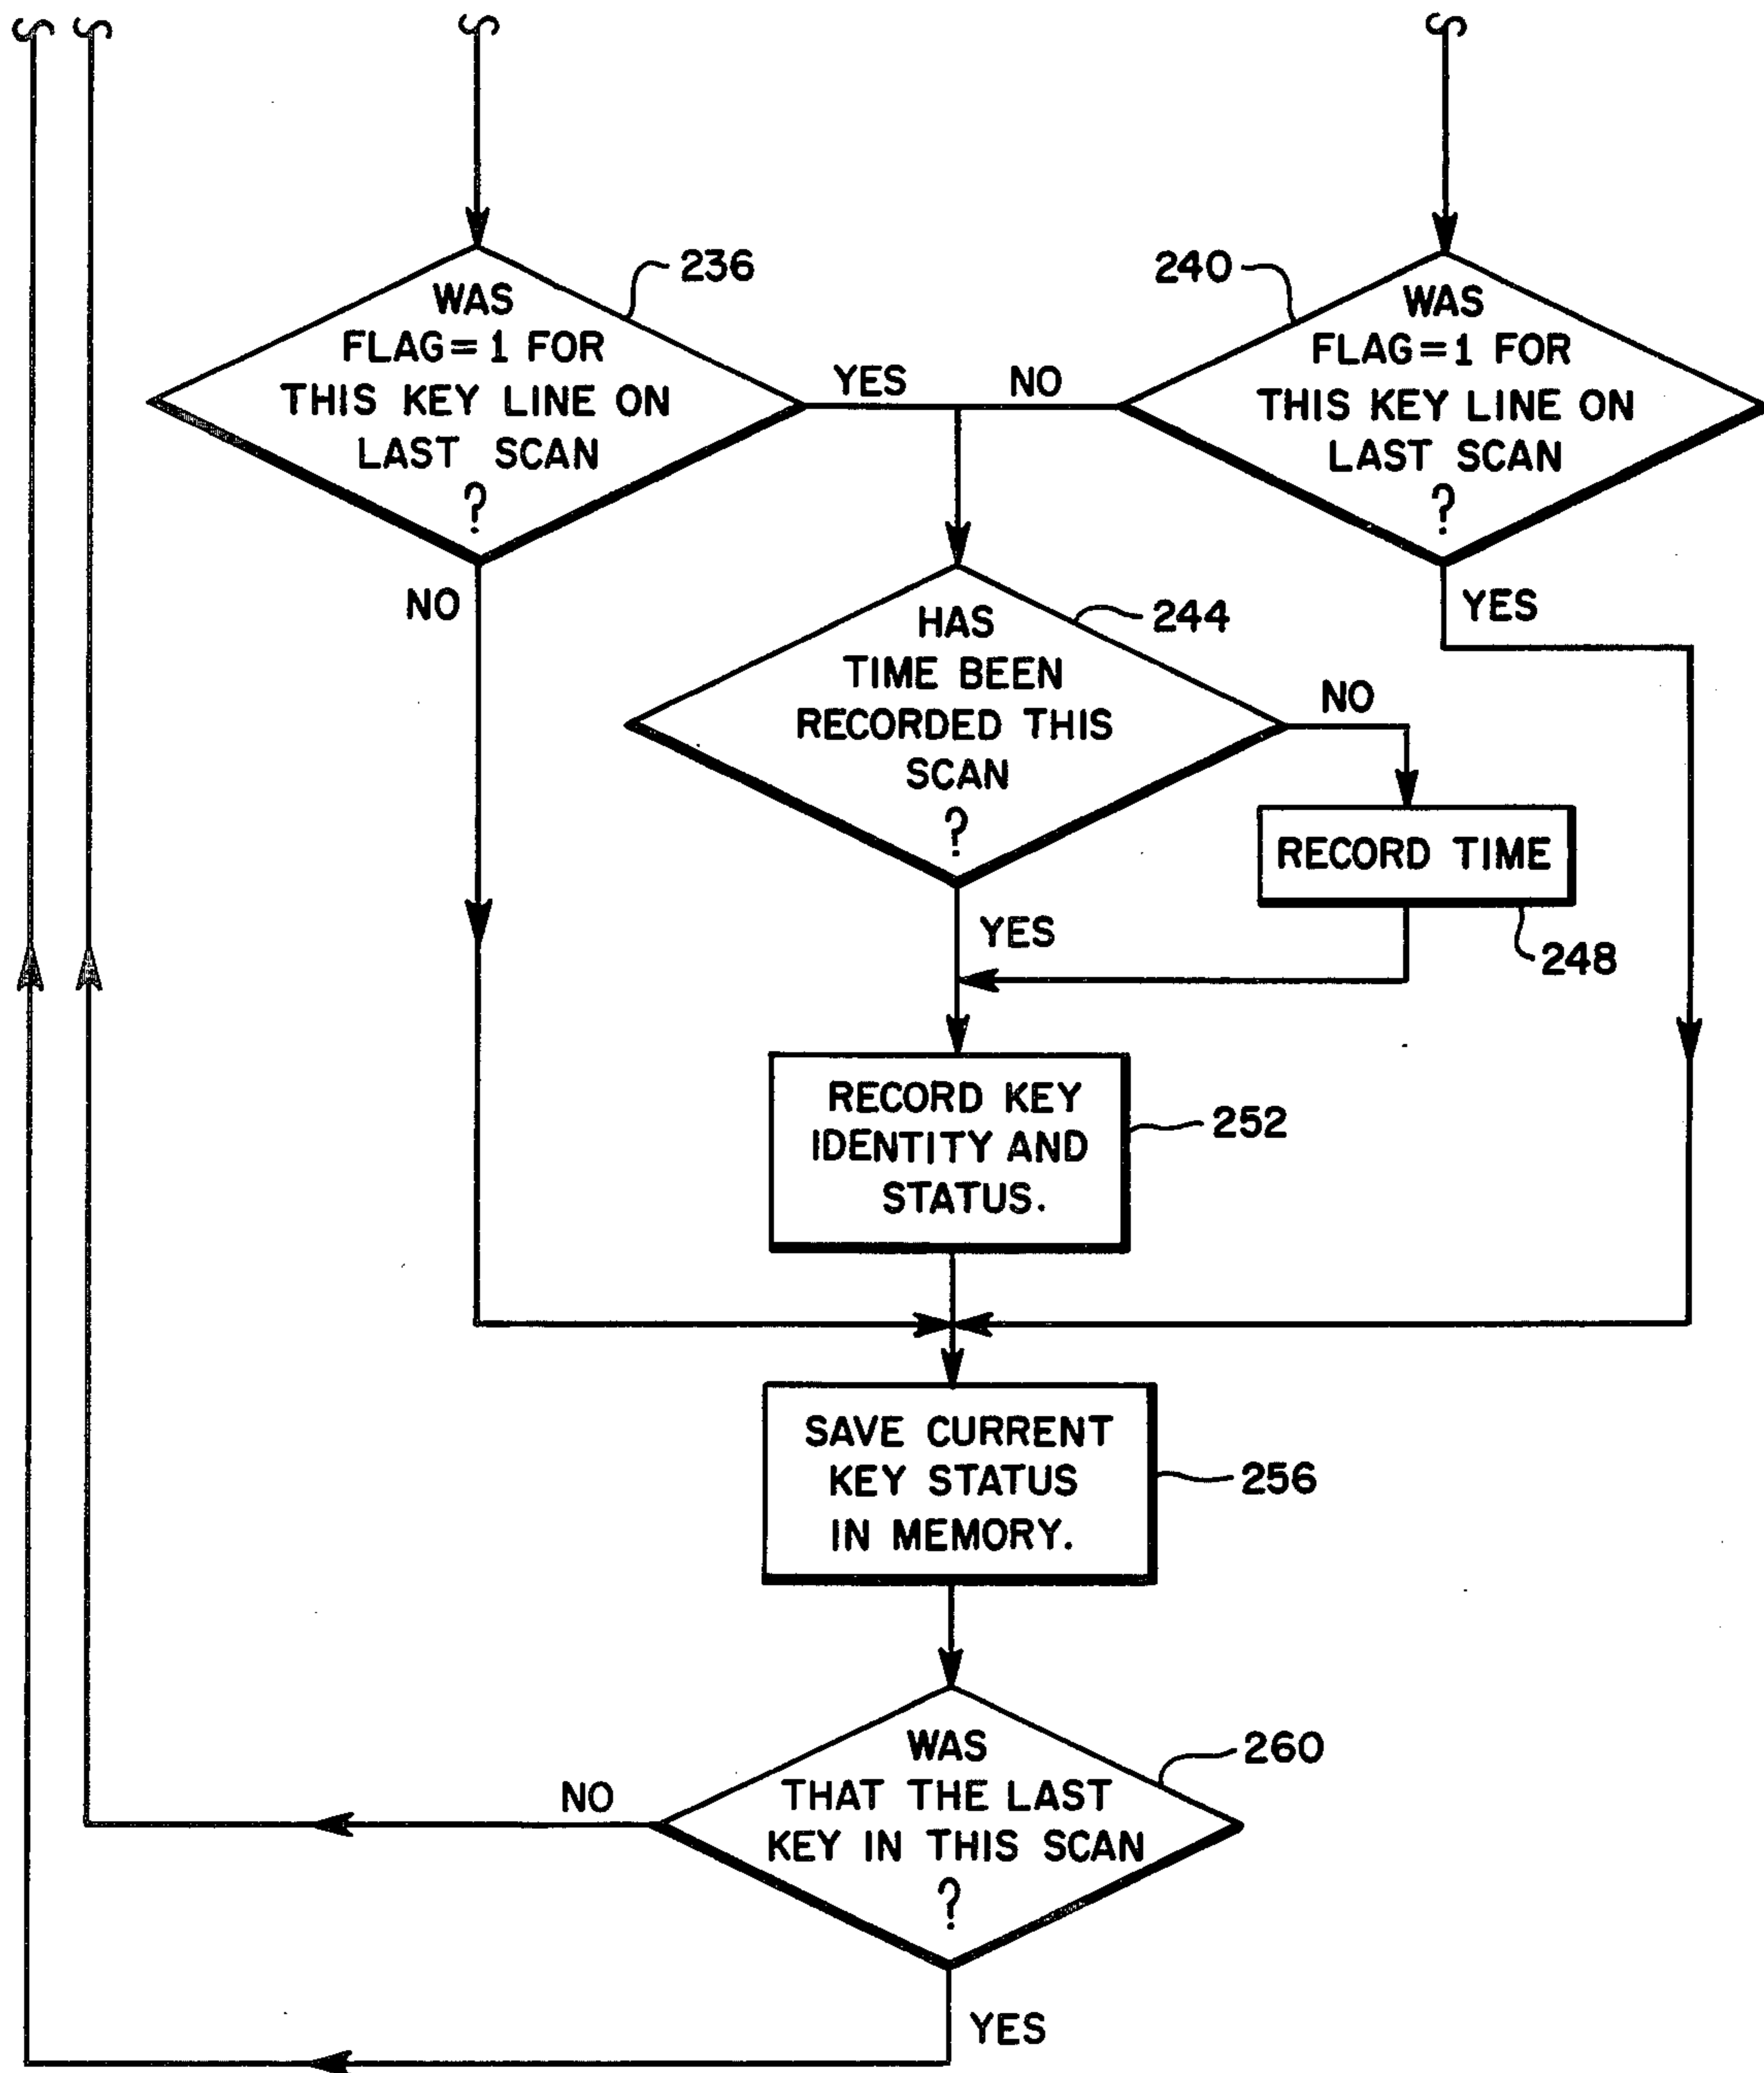 WAS
FLAG=1 FOR
THIS KEY LINE ON
LAST SCAN
?
236
YES
NO
240
WAS
FLAG=1 FOR
THIS KEY LINE ON
LAST SCAN
?
NO
YES
HAS
TIME BEEN
RECORDED THIS
SCAN
?
244
NO
RECORD TIME
248
YES
RECORD KEY
IDENTITY AND
STATUS.
252
SAVE CURRENT
KEY STATUS
IN MEMORY.
256
WAS
THAT THE LAST
KEY IN THIS SCAN
?
260
NO
YES